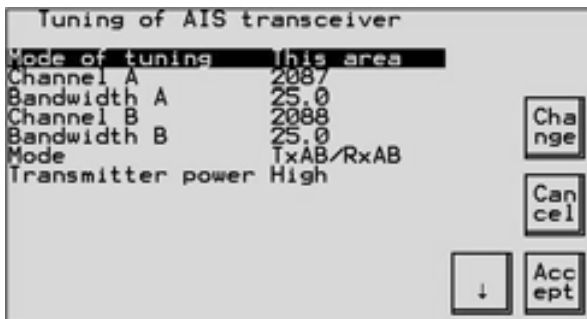 Tuning of AIS transceiver
Mode of tuning This area
Channel A 2087
Bandwidth A 25.0
Channel B 2088
Bandwidth B 25.0
Mode TxAB/RxAB
Transmitter power High
Cha
nge
Can
cel
↓
Acc
ept